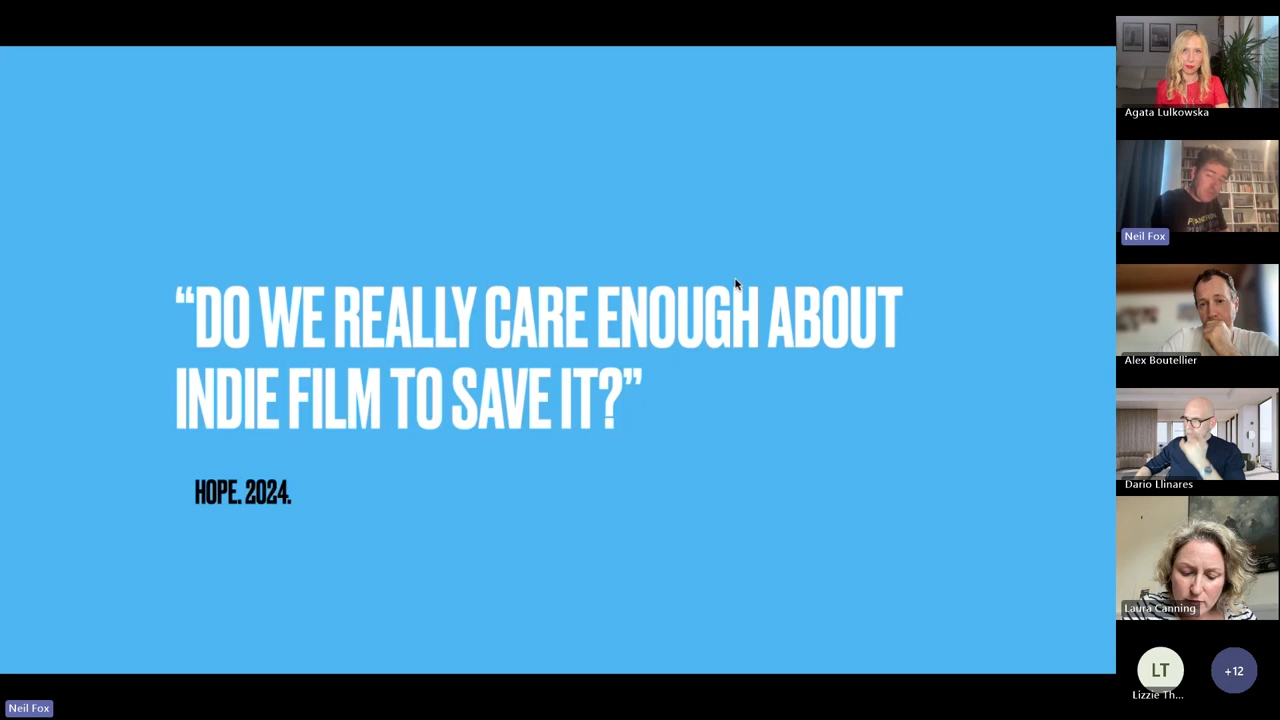 “DO WE REALLY CARE ENOUGH ABOUT
INDIE FILM TO SAVE IT?”
HOPE. 2024.
Neil Fox
Agata Lulkowska
Neil Fox
Alex Boutellier
Dario Llinares
Laura Canning
LT
+12
Lizzie Th...